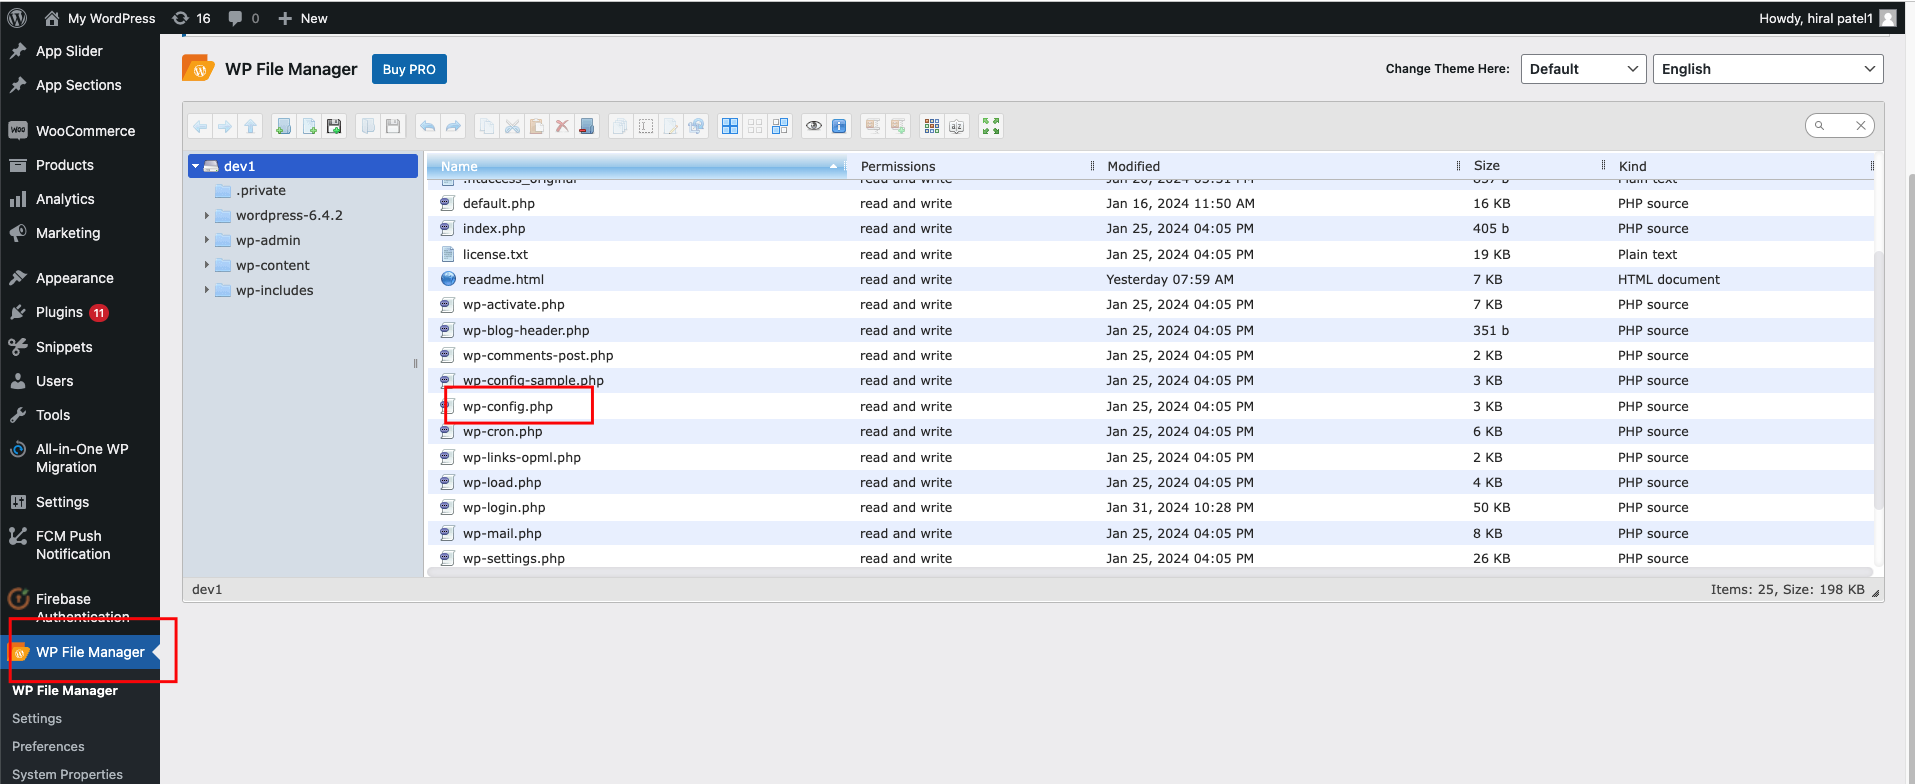 My WordPress 16 0 New
Howdy, hiral patel1
App Slider
App Sections
WooCommerce
Products
Analytics
Marketing
Appearance
Plugins 11
Snippets
Users
Tools
All-in-One WP
Migration
Settings
FCM Push
Notification
Firebase
Authentication
WP File Manager
WP File Manager
Settings
Preferences
System Properties
WP File Manager Buy PRO
Change Theme Here: Default English
dev1
.private
wordpress-6.4.2
wp-admin
wp-content
wp-includes
Name Permissions Modified Size Kind
.htaccess_original read and write Plain text
default.php read and write Jan 16, 2024 11:50 AM 16 KB PHP source
index.php read and write Jan 25, 2024 04:05 PM 405 b PHP source
license.txt read and write Jan 25, 2024 04:05 PM 19 KB Plain text
readme.html read and write Yesterday 07:59 AM 7 KB HTML document
wp-activate.php read and write Jan 25, 2024 04:05 PM 7 KB PHP source
wp-blog-header.php read and write Jan 25, 2024 04:05 PM 351 b PHP source
wp-comments-post.php read and write Jan 25, 2024 04:05 PM 2 KB PHP source
wp-config-sample.php read and write Jan 25, 2024 04:05 PM 3 KB PHP source
wp-config.php read and write Jan 25, 2024 04:05 PM 3 KB PHP source
wp-cron.php read and write Jan 25, 2024 04:05 PM 6 KB PHP source
wp-links-opml.php read and write Jan 25, 2024 04:05 PM 2 KB PHP source
wp-load.php read and write Jan 25, 2024 04:05 PM 4 KB PHP source
wp-login.php read and write Jan 31, 2024 10:28 PM 50 KB PHP source
wp-mail.php read and write Jan 25, 2024 04:05 PM 8 KB PHP source
wp-settings.php read and write Jan 25, 2024 04:05 PM 26 KB PHP source
dev1
Items: 25, Size: 198 KB